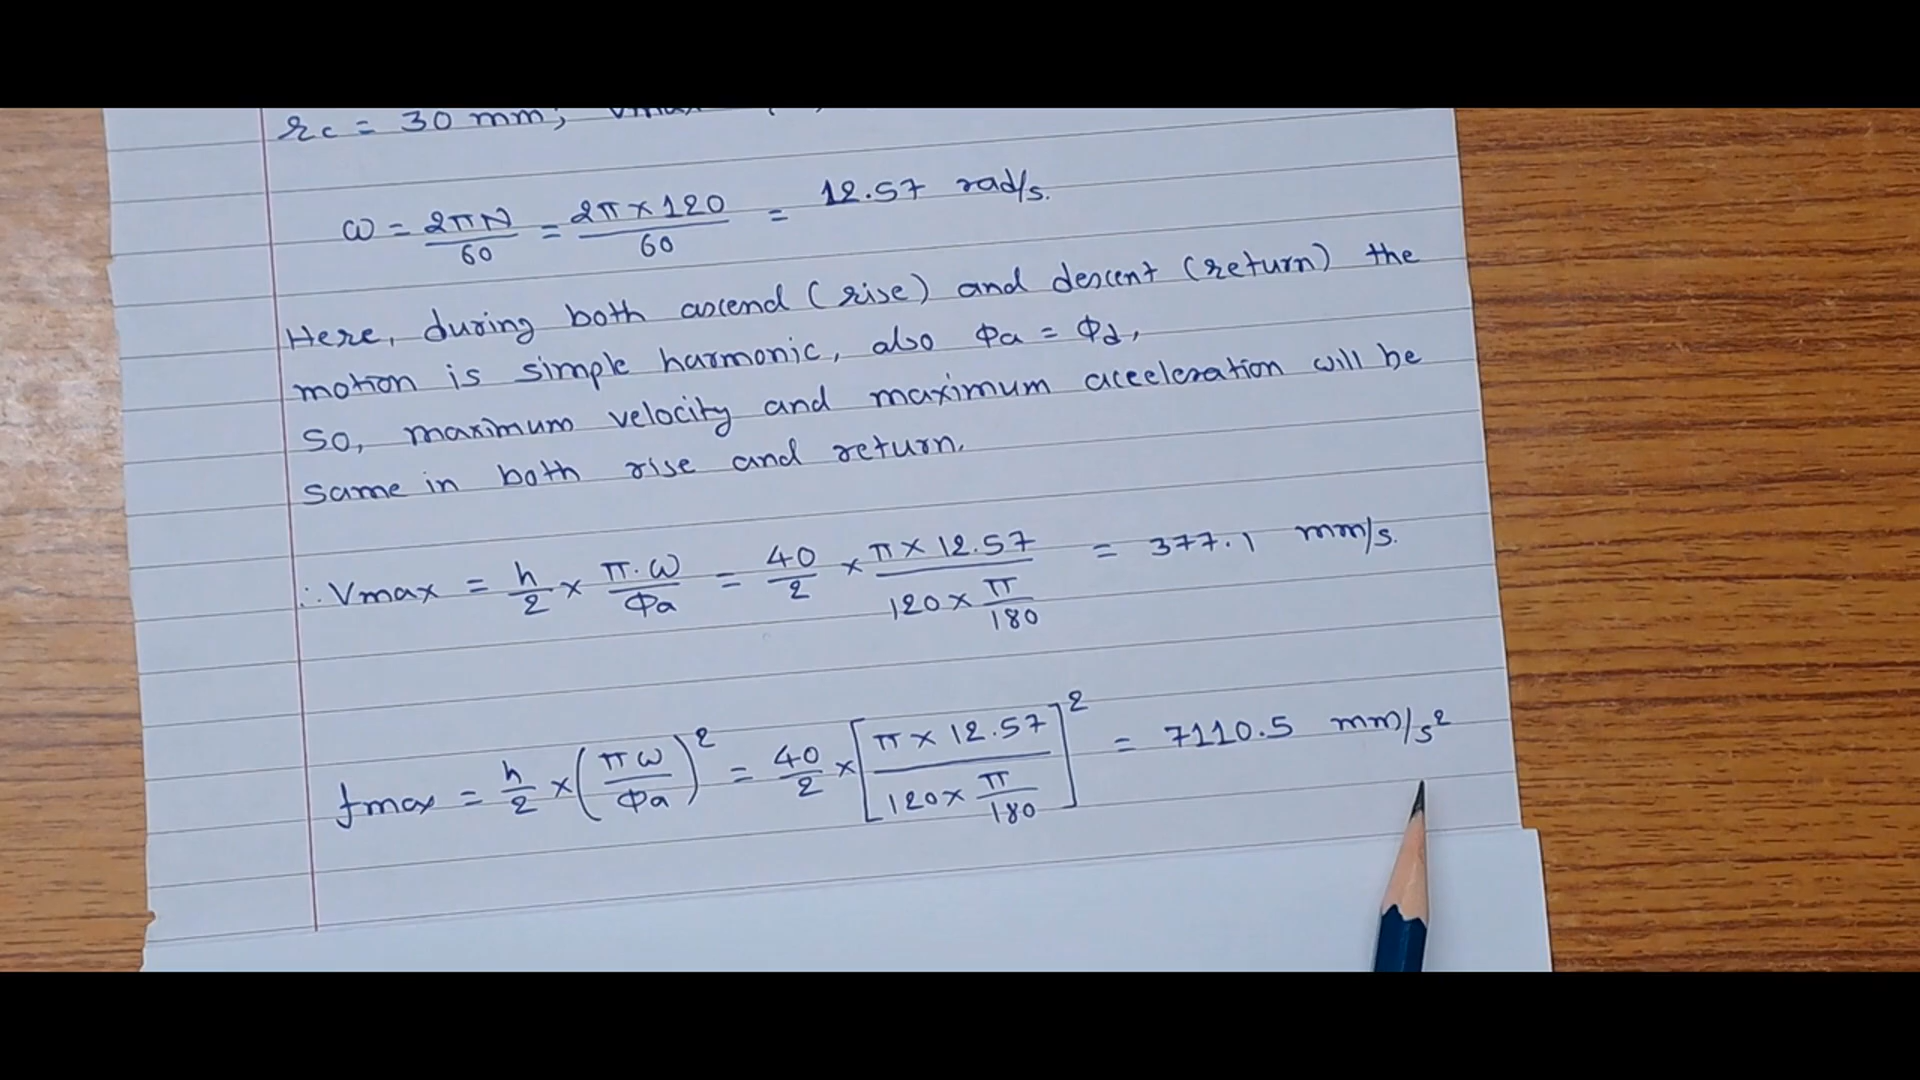 rc = 30 mm; Vmax
ω = 2πN/60 = 2π×120/60 = 12.57 rad/s.
Here, during both ascend (rise) and descent (return) the
motion is simple harmonic, also Φa = Φd,
So, maximum velocity and maximum acceleration will be
same in both rise and return.
∴ Vmax = h/2 × π.ω/Φa = 40/2 × π×12.57/(120×π/180) = 377.1 mm/s.
fmax = h/2 × (πω/Φa)² = 40/2 × [π×12.57/(120×π/180)]² = 7110.5 mm/s²